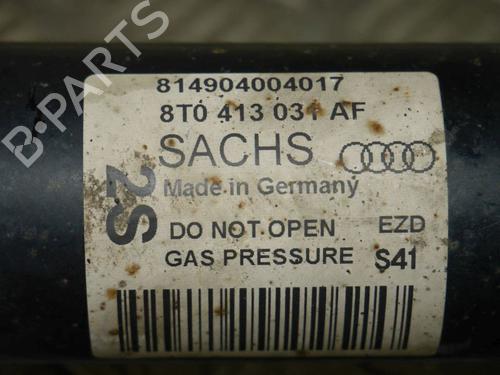 814904004017
8T0 413 031 AF
SACHS
Made in Germany
2S
DO NOT OPEN EZD
GAS PRESSURE S41
B-PARTS